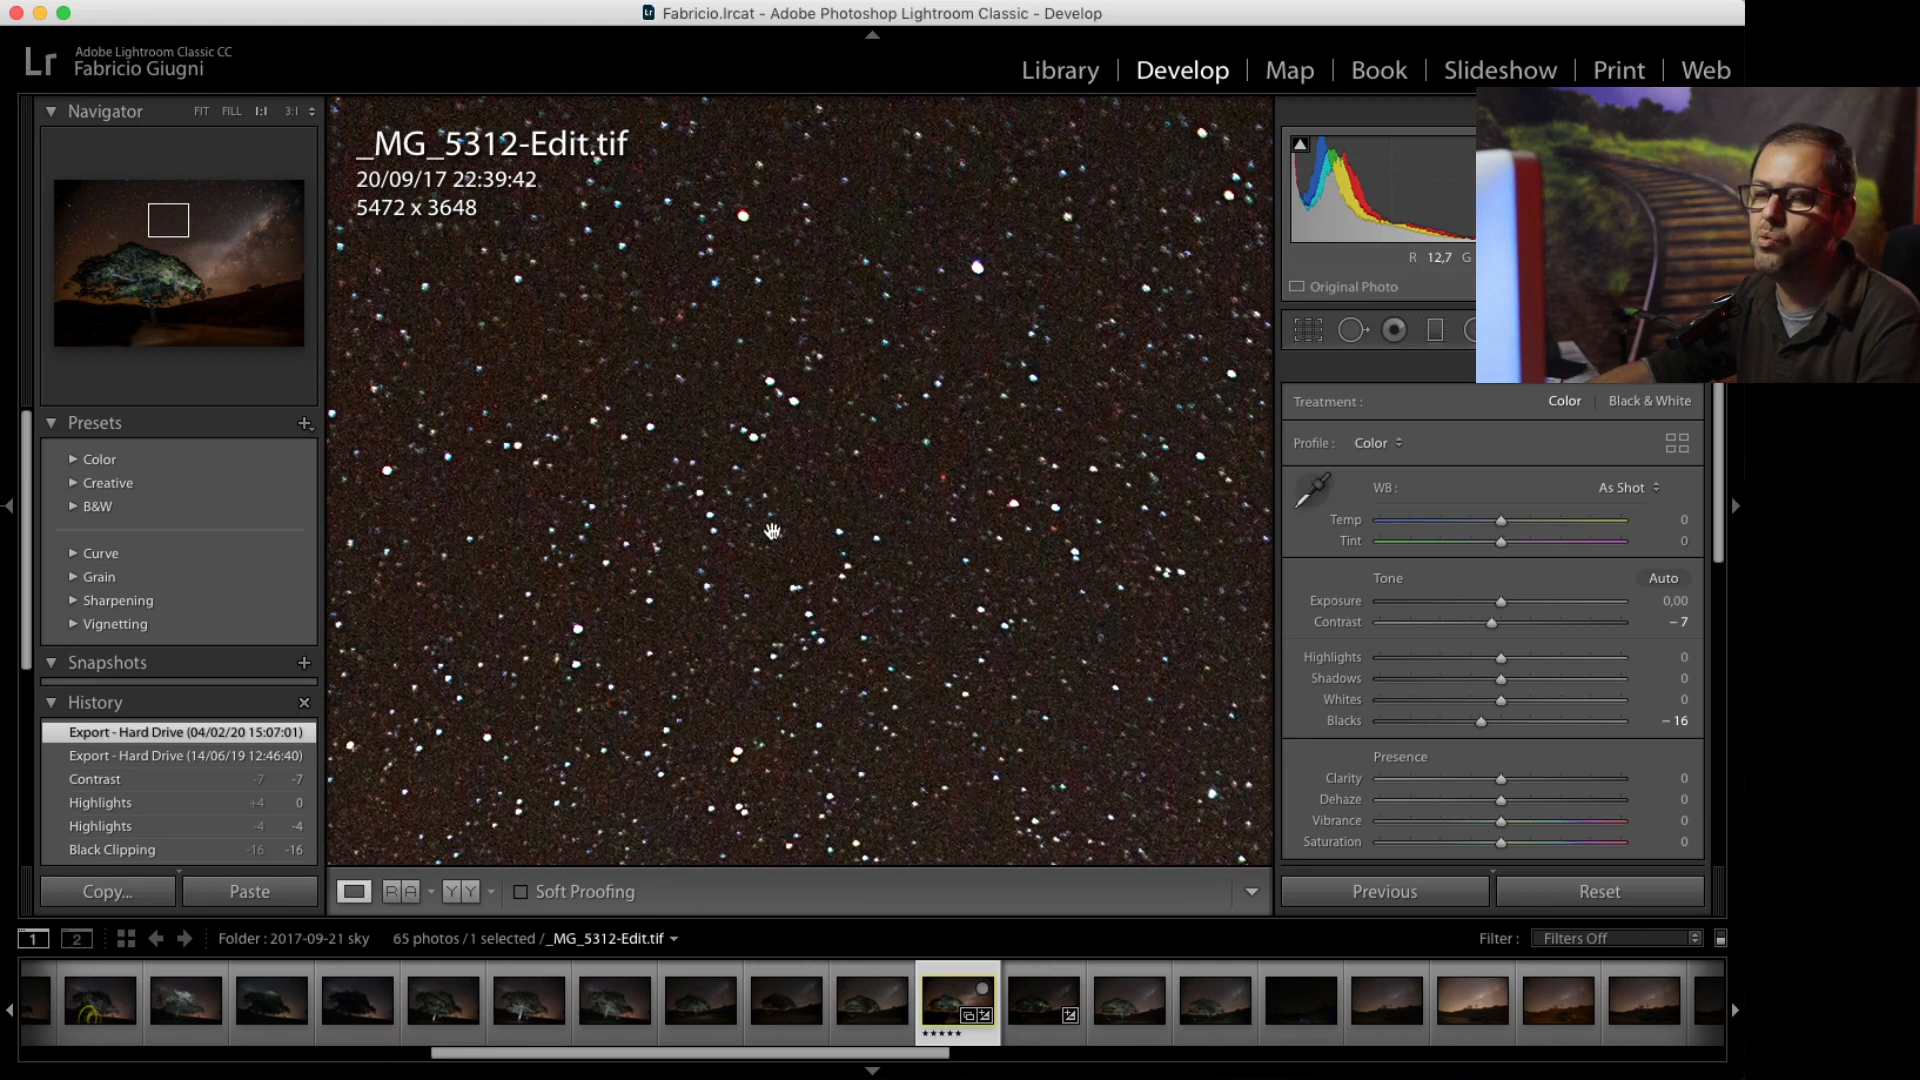 Fabricio.lrcat - Adobe Photoshop Lightroom Classic - Develop
Lr
Adobe Lightroom Classic CC
Fabricio Giugni
Library | Develop | Map | Book | Slideshow | Print | Web
Navigator FIT FILL 1:1 3:1
_MG_5312-Edit.tif
20/09/17 22:39:42
5472 x 3648
R 12,7 G
Original Photo
Treatment : Color Black & White
Profile : Color
WB : As Shot
Temp 0
Tint 0
Tone Auto
Exposure 0,00
Contrast – 7
Highlights 0
Shadows 0
Whites 0
Blacks – 16
Presence
Clarity 0
Dehaze 0
Vibrance 0
Saturation 0
Presets
Color
Creative
B&W
Curve
Grain
Sharpening
Vignetting
Snapshots
History
Export - Hard Drive (04/02/20 15:07:01)
Export - Hard Drive (14/06/19 12:46:40)
Contrast -7 -7
Highlights +4 0
Highlights -4 -4
Black Clipping -16 -16
Copy... Paste
R A Y Y Soft Proofing
Previous Reset
1 2 Folder : 2017-09-21 sky 65 photos / 1 selected / _MG_5312-Edit.tif
Filter : Filters Off